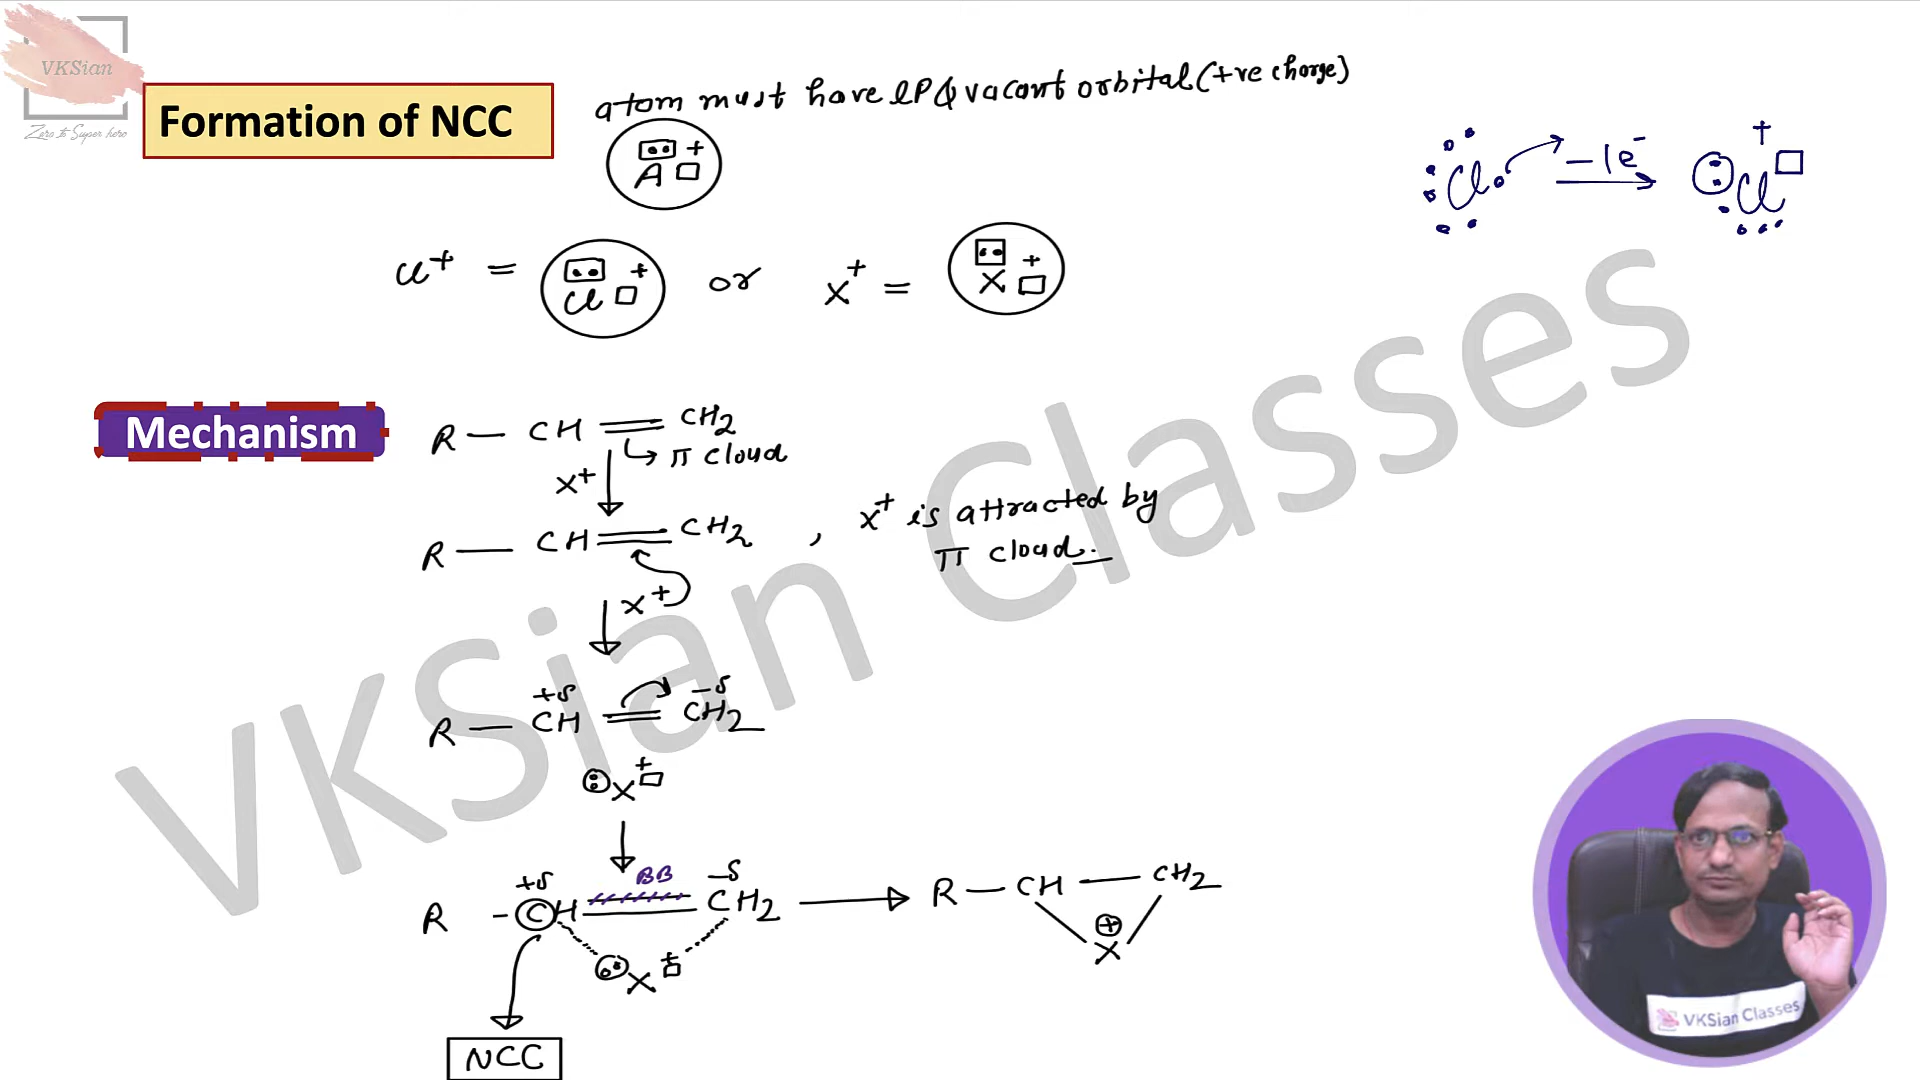 VKSian
Zero to Super hero
Formation of NCC
atom must have lP & vacant orbital (+ve charge)
A +
Cl −1e⁻ Cl +
Cl⁺ = Cl + or X⁺ = X +
Mechanism
R — CH = CH2
π cloud
X⁺
R — CH = CH2 , X⁺ is attracted by
π cloud.
X⁺
+δ −δ
R — CH = CH2
X +
BB
+δ −δ
R - CH = CH2 → R — CH — CH2
X +
⊕
X
NCC
VKSian Classes
VKSian Classes